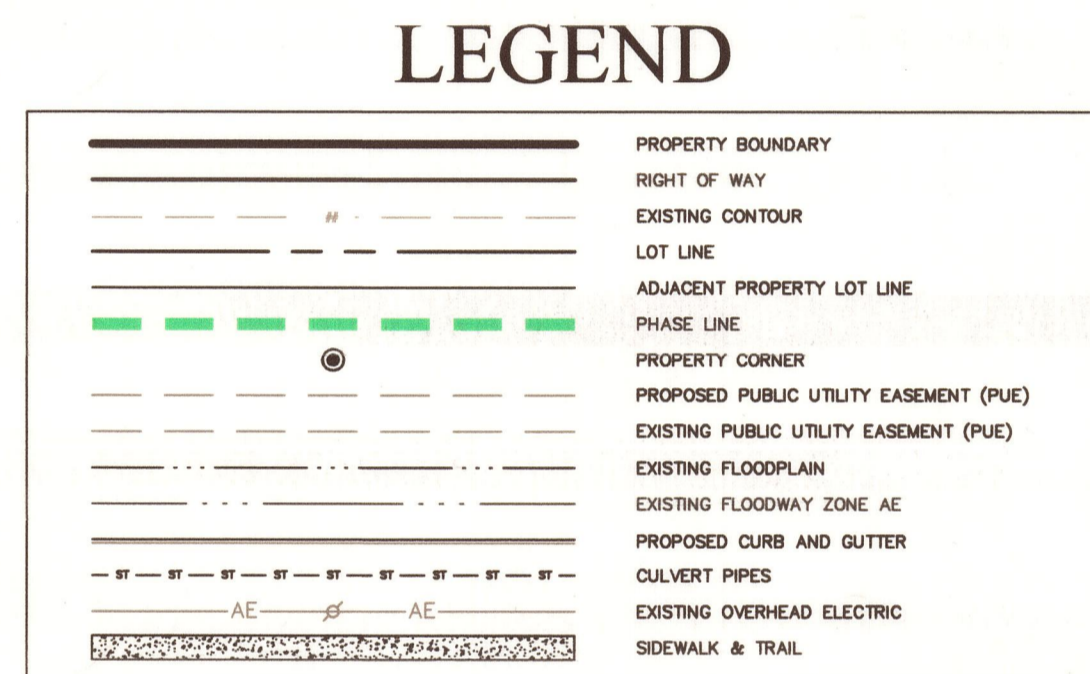 LEGEND
PROPERTY BOUNDARY
RIGHT OF WAY
# EXISTING CONTOUR
LOT LINE
ADJACENT PROPERTY LOT LINE
PHASE LINE
PROPERTY CORNER
PROPOSED PUBLIC UTILITY EASEMENT (PUE)
EXISTING PUBLIC UTILITY EASEMENT (PUE)
EXISTING FLOODPLAIN
EXISTING FLOODWAY ZONE AE
PROPOSED CURB AND GUTTER
ST ST ST ST ST ST ST ST ST CULVERT PIPES
AE AE EXISTING OVERHEAD ELECTRIC
SIDEWALK & TRAIL